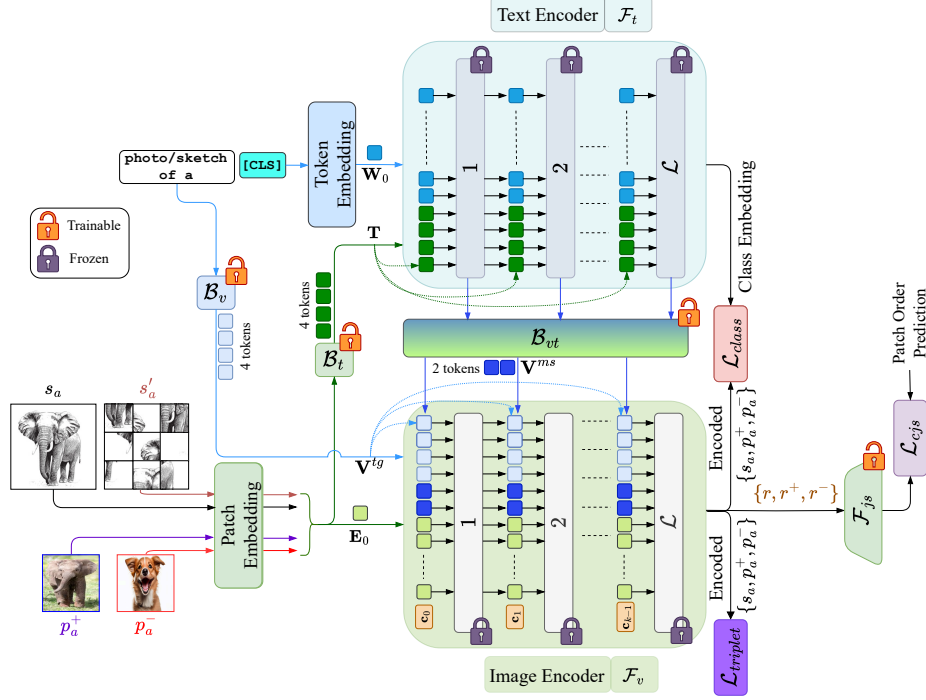 Text Encoder F_t
photo/sketch
of a
[CLS]
Token
Embedding
W_0
1
2
L
Class Embedding
Trainable
Frozen
T
B_v
4 tokens
4 tokens
B_t
B_vt
2 tokens
V^ms
L_class
Patch Order
Prediction
s_a
s'_a
V^tg
Encoded
{s_a, p_a^+, p_a^-}
L_cjs
{r, r^+, r^-}
F_js
Patch
Embedding
E_0
1
2
L
Encoded
{s_a, p_a^+, p_a^-}
p_a^+
p_a^-
c_0
c_1
c_{k-1}
L_triplet
Image Encoder F_v